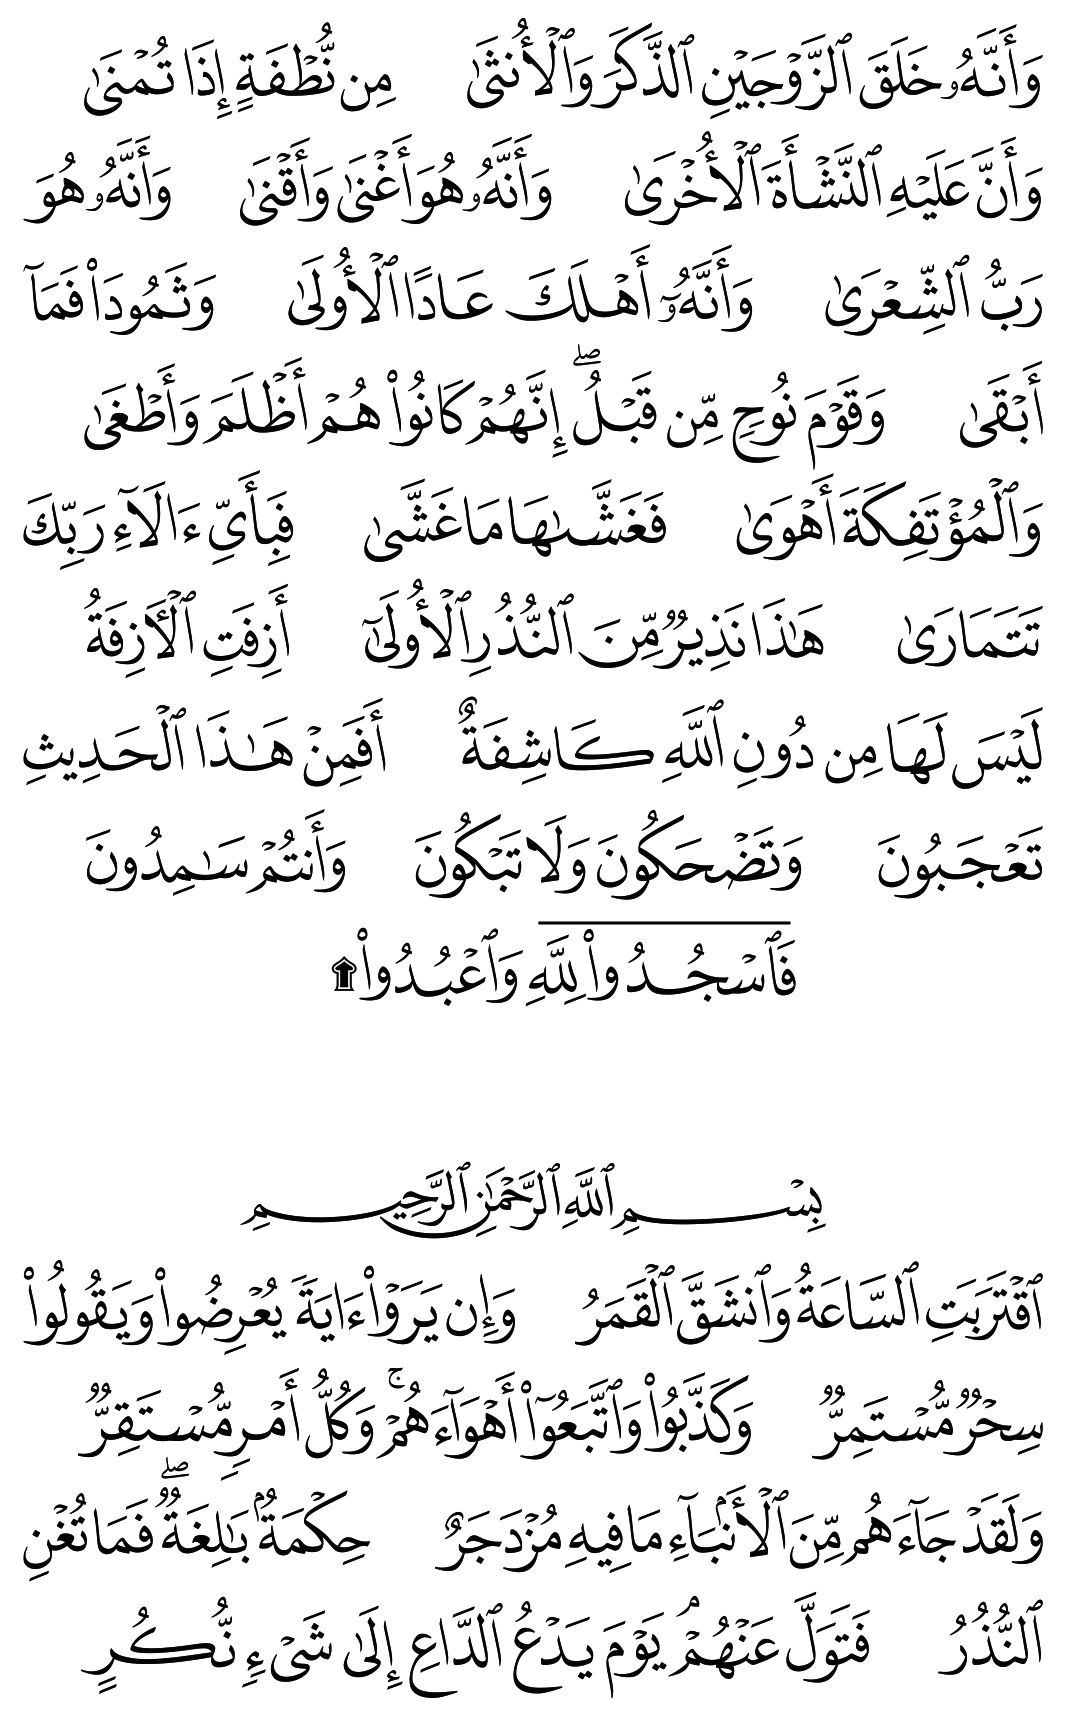 وَأَنَّهُۥ خَلَقَ ٱلزَّوۡجَيۡنِ ٱلذَّكَرَ وَٱلۡأُنثَىٰ مِن نُّطۡفَةٍ إِذَا تُمۡنَىٰ
وَأَنَّ عَلَيۡهِ ٱلنَّشۡأَةَ ٱلۡأُخۡرَىٰ وَأَنَّهُۥ هُوَ أَغۡنَىٰ وَأَقۡنَىٰ وَأَنَّهُۥ هُوَ
رَبُّ ٱلشِّعۡرَىٰ وَأَنَّهُۥٓ أَهۡلَكَ عَادًا ٱلۡأُولَىٰ وَثَمُودَاْ فَمَآ
أَبۡقَىٰ وَقَوۡمَ نُوحٖ مِّن قَبۡلُۖ إِنَّهُمۡ كَانُواْ هُمۡ أَظۡلَمَ وَأَطۡغَىٰ
وَٱلۡمُؤۡتَفِكَةَ أَهۡوَىٰ فَغَشَّىٰهَا مَا غَشَّىٰ فَبِأَيِّ ءَالَآءِ رَبِّكَ
تَتَمَارَىٰ هَٰذَا نَذِيرٞ مِّنَ ٱلنُّذُرِ ٱلۡأُولَىٰٓ أَزِفَتِ ٱلۡأٓزِفَةُ
لَيۡسَ لَهَا مِن دُونِ ٱللَّهِ كَاشِفَةٌ أَفَمِنۡ هَٰذَا ٱلۡحَدِيثِ
تَعۡجَبُونَ وَتَضۡحَكُونَ وَلَا تَبۡكُونَ وَأَنتُمۡ سَٰمِدُونَ
فَٱسۡجُدُواْ لِلَّهِ وَٱعۡبُدُواْ۩
بِسۡمِ ٱللَّهِ ٱلرَّحۡمَٰنِ ٱلرَّحِيمِ
ٱقۡتَرَبَتِ ٱلسَّاعَةُ وَٱنشَقَّ ٱلۡقَمَرُ وَإِن يَرَوۡاْ ءَايَةٗ يُعۡرِضُواْ وَيَقُولُواْ
سِحۡرٞ مُّسۡتَمِرّٞ وَكَذَّبُواْ وَٱتَّبَعُوٓاْ أَهۡوَآءَهُمۡۚ وَكُلُّ أَمۡرٖ مُّسۡتَقِرّٞ
وَلَقَدۡ جَآءَهُم مِّنَ ٱلۡأَنۢبَآءِ مَا فِيهِ مُزۡدَجَرٌ حِكۡمَةُۢ بَٰلِغَةٞۖ فَمَا تُغۡنِ
ٱلنُّذُرُ فَتَوَلَّ عَنۡهُمۡۘ يَوۡمَ يَدۡعُ ٱلدَّاعِ إِلَىٰ شَيۡءٖ نُّكُرٍ